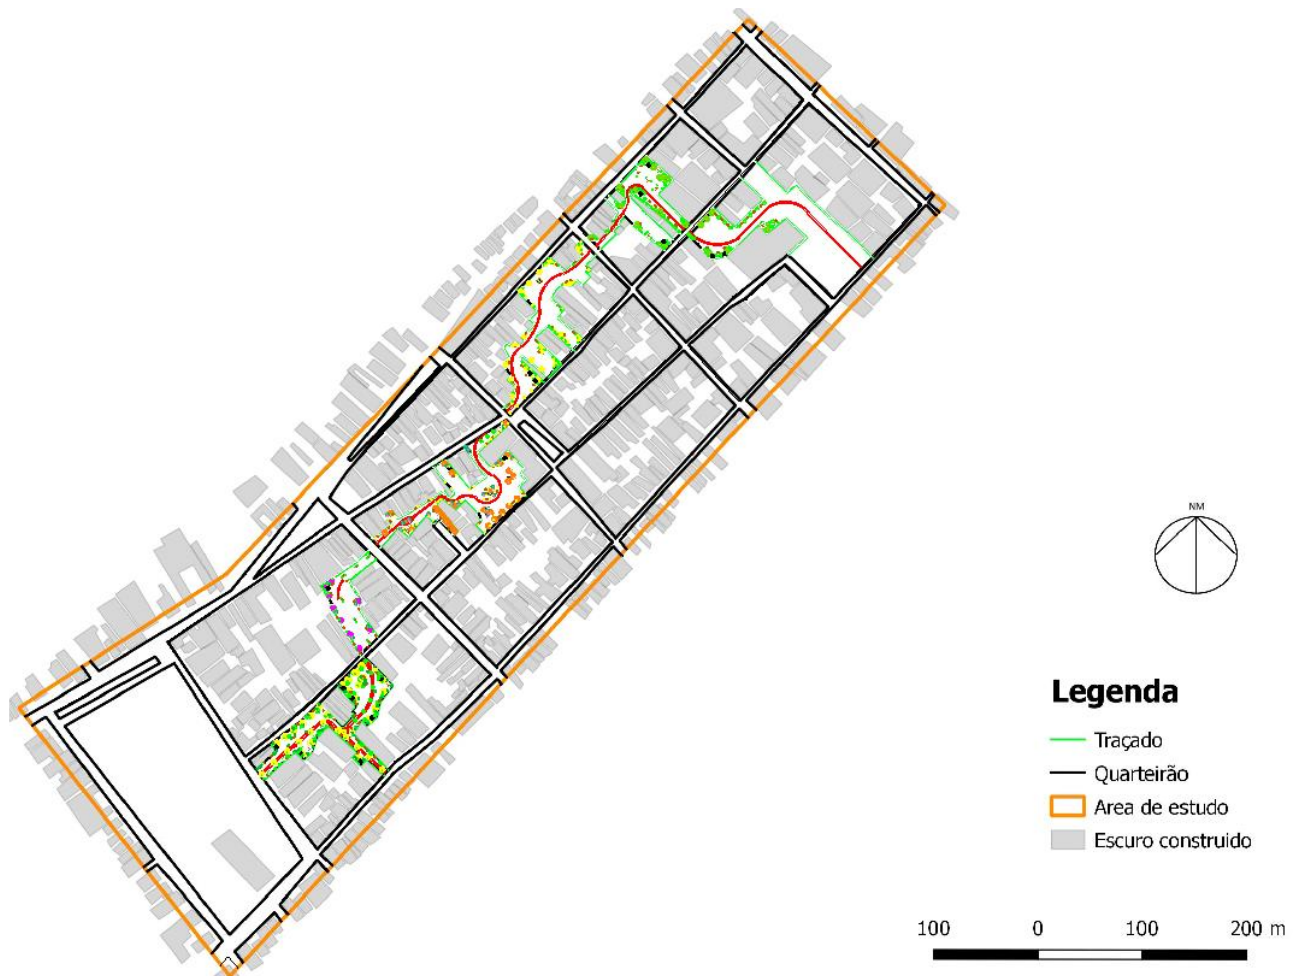 NM
Legenda
Traçado
Quarteirão
Area de estudo
Escuro construido
100 0 100 200 m